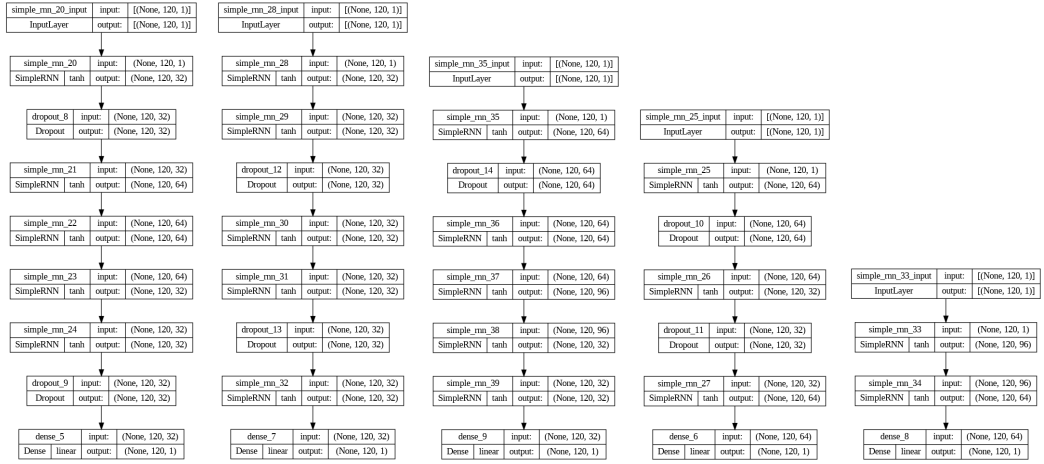 simple_rnn_20_input input: [(None, 120, 1)]
InputLayer output: [(None, 120, 1)]
simple_rnn_20 input: (None, 120, 1)
SimpleRNN tanh output: (None, 120, 32)
dropout_8 input: (None, 120, 32)
Dropout output: (None, 120, 32)
simple_rnn_21 input: (None, 120, 32)
SimpleRNN tanh output: (None, 120, 64)
simple_rnn_22 input: (None, 120, 64)
SimpleRNN tanh output: (None, 120, 64)
simple_rnn_23 input: (None, 120, 64)
SimpleRNN tanh output: (None, 120, 32)
simple_rnn_24 input: (None, 120, 32)
SimpleRNN tanh output: (None, 120, 32)
dropout_9 input: (None, 120, 32)
Dropout output: (None, 120, 32)
dense_5 input: (None, 120, 32)
Dense linear output: (None, 120, 1)
simple_rnn_28_input input: [(None, 120, 1)]
InputLayer output: [(None, 120, 1)]
simple_rnn_28 input: (None, 120, 1)
SimpleRNN tanh output: (None, 120, 32)
simple_rnn_29 input: (None, 120, 32)
SimpleRNN tanh output: (None, 120, 32)
dropout_12 input: (None, 120, 32)
Dropout output: (None, 120, 32)
simple_rnn_30 input: (None, 120, 32)
SimpleRNN tanh output: (None, 120, 32)
simple_rnn_31 input: (None, 120, 32)
SimpleRNN tanh output: (None, 120, 32)
dropout_13 input: (None, 120, 32)
Dropout output: (None, 120, 32)
simple_rnn_32 input: (None, 120, 32)
SimpleRNN tanh output: (None, 120, 32)
dense_7 input: (None, 120, 32)
Dense linear output: (None, 120, 1)
simple_rnn_35_input input: [(None, 120, 1)]
InputLayer output: [(None, 120, 1)]
simple_rnn_35 input: (None, 120, 1)
SimpleRNN tanh output: (None, 120, 64)
dropout_14 input: (None, 120, 64)
Dropout output: (None, 120, 64)
simple_rnn_36 input: (None, 120, 64)
SimpleRNN tanh output: (None, 120, 64)
simple_rnn_37 input: (None, 120, 64)
SimpleRNN tanh output: (None, 120, 96)
simple_rnn_38 input: (None, 120, 96)
SimpleRNN tanh output: (None, 120, 32)
simple_rnn_39 input: (None, 120, 32)
SimpleRNN tanh output: (None, 120, 32)
dense_9 input: (None, 120, 32)
Dense linear output: (None, 120, 1)
simple_rnn_25_input input: [(None, 120, 1)]
InputLayer output: [(None, 120, 1)]
simple_rnn_25 input: (None, 120, 1)
SimpleRNN tanh output: (None, 120, 64)
dropout_10 input: (None, 120, 64)
Dropout output: (None, 120, 64)
simple_rnn_26 input: (None, 120, 64)
SimpleRNN tanh output: (None, 120, 32)
dropout_11 input: (None, 120, 32)
Dropout output: (None, 120, 32)
simple_rnn_27 input: (None, 120, 32)
SimpleRNN tanh output: (None, 120, 64)
dense_6 input: (None, 120, 64)
Dense linear output: (None, 120, 1)
simple_rnn_33_input input: [(None, 120, 1)]
InputLayer output: [(None, 120, 1)]
simple_rnn_33 input: (None, 120, 1)
SimpleRNN tanh output: (None, 120, 96)
simple_rnn_34 input: (None, 120, 96)
SimpleRNN tanh output: (None, 120, 64)
dense_8 input: (None, 120, 64)
Dense linear output: (None, 120, 1)